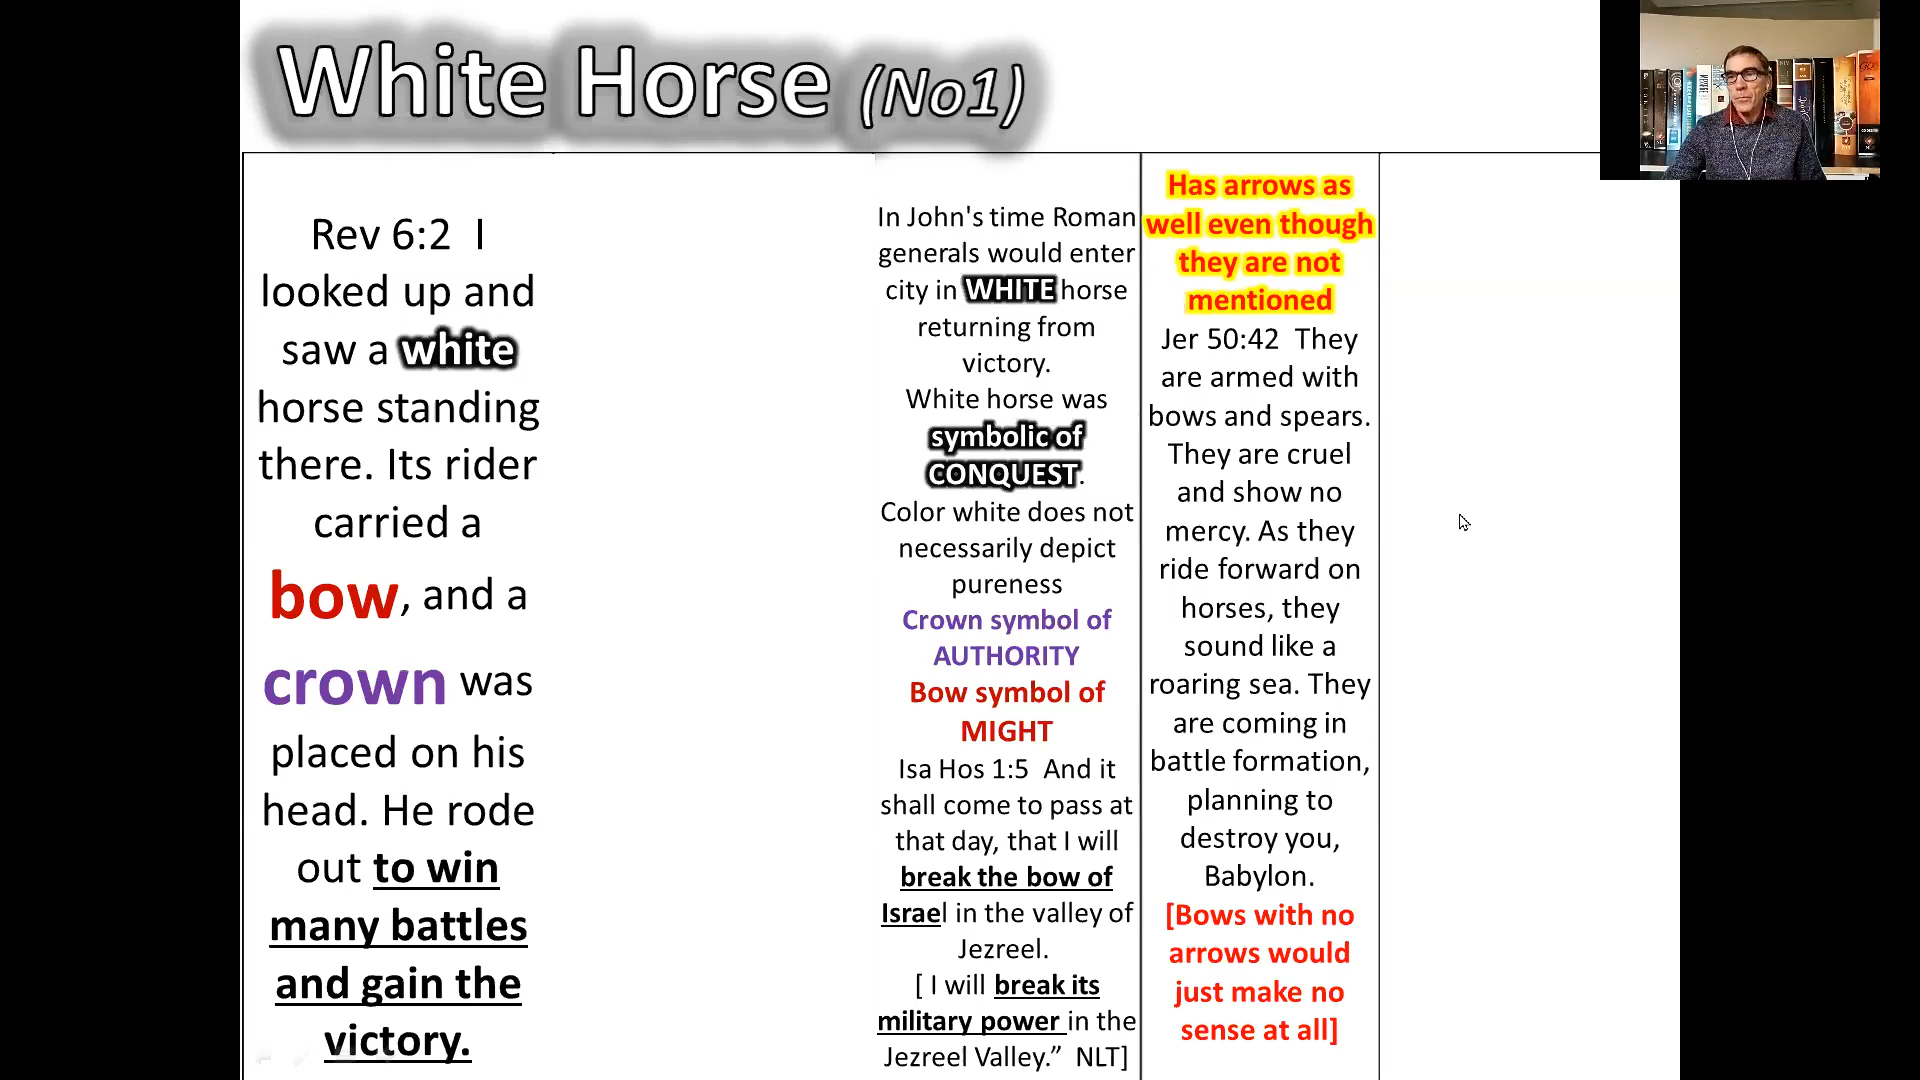 White Horse (No1)
Rev 6:2 I
looked up and
saw a white
horse standing
there. Its rider
carried a
bow, and a
crown was
placed on his
head. He rode
out to win
many battles
and gain the
victory.
In John's time Roman
generals would enter
city in WHITE horse
returning from
victory.
White horse was
symbolic of
CONQUEST.
Color white does not
necessarily depict
pureness
Crown symbol of
AUTHORITY
Bow symbol of
MIGHT
Isa Hos 1:5 And it
shall come to pass at
that day, that I will
break the bow of
Israel in the valley of
Jezreel.
[ I will break its
military power in the
Jezreel Valley.” NLT]
Has arrows as
well even though
they are not
mentioned
Jer 50:42 They
are armed with
bows and spears.
They are cruel
and show no
mercy. As they
ride forward on
horses, they
sound like a
roaring sea. They
are coming in
battle formation,
planning to
destroy you,
Babylon.
[Bows with no
arrows would
just make no
sense at all]